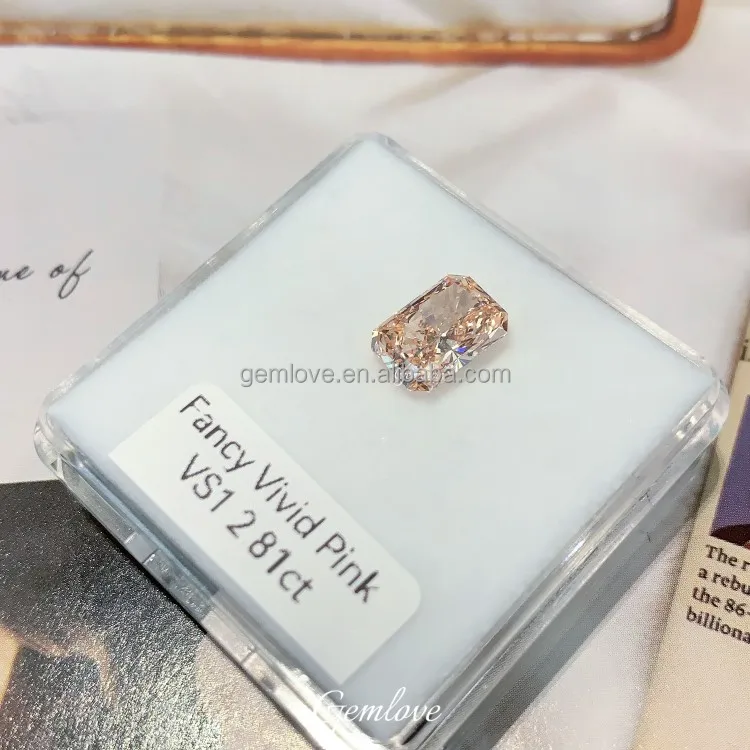 ne of
gemlove.en.alibaba.com
Fancy Vivid Pink
VS1 2 81ct
The r
a rebu
the 86-
billiona
Gemlove